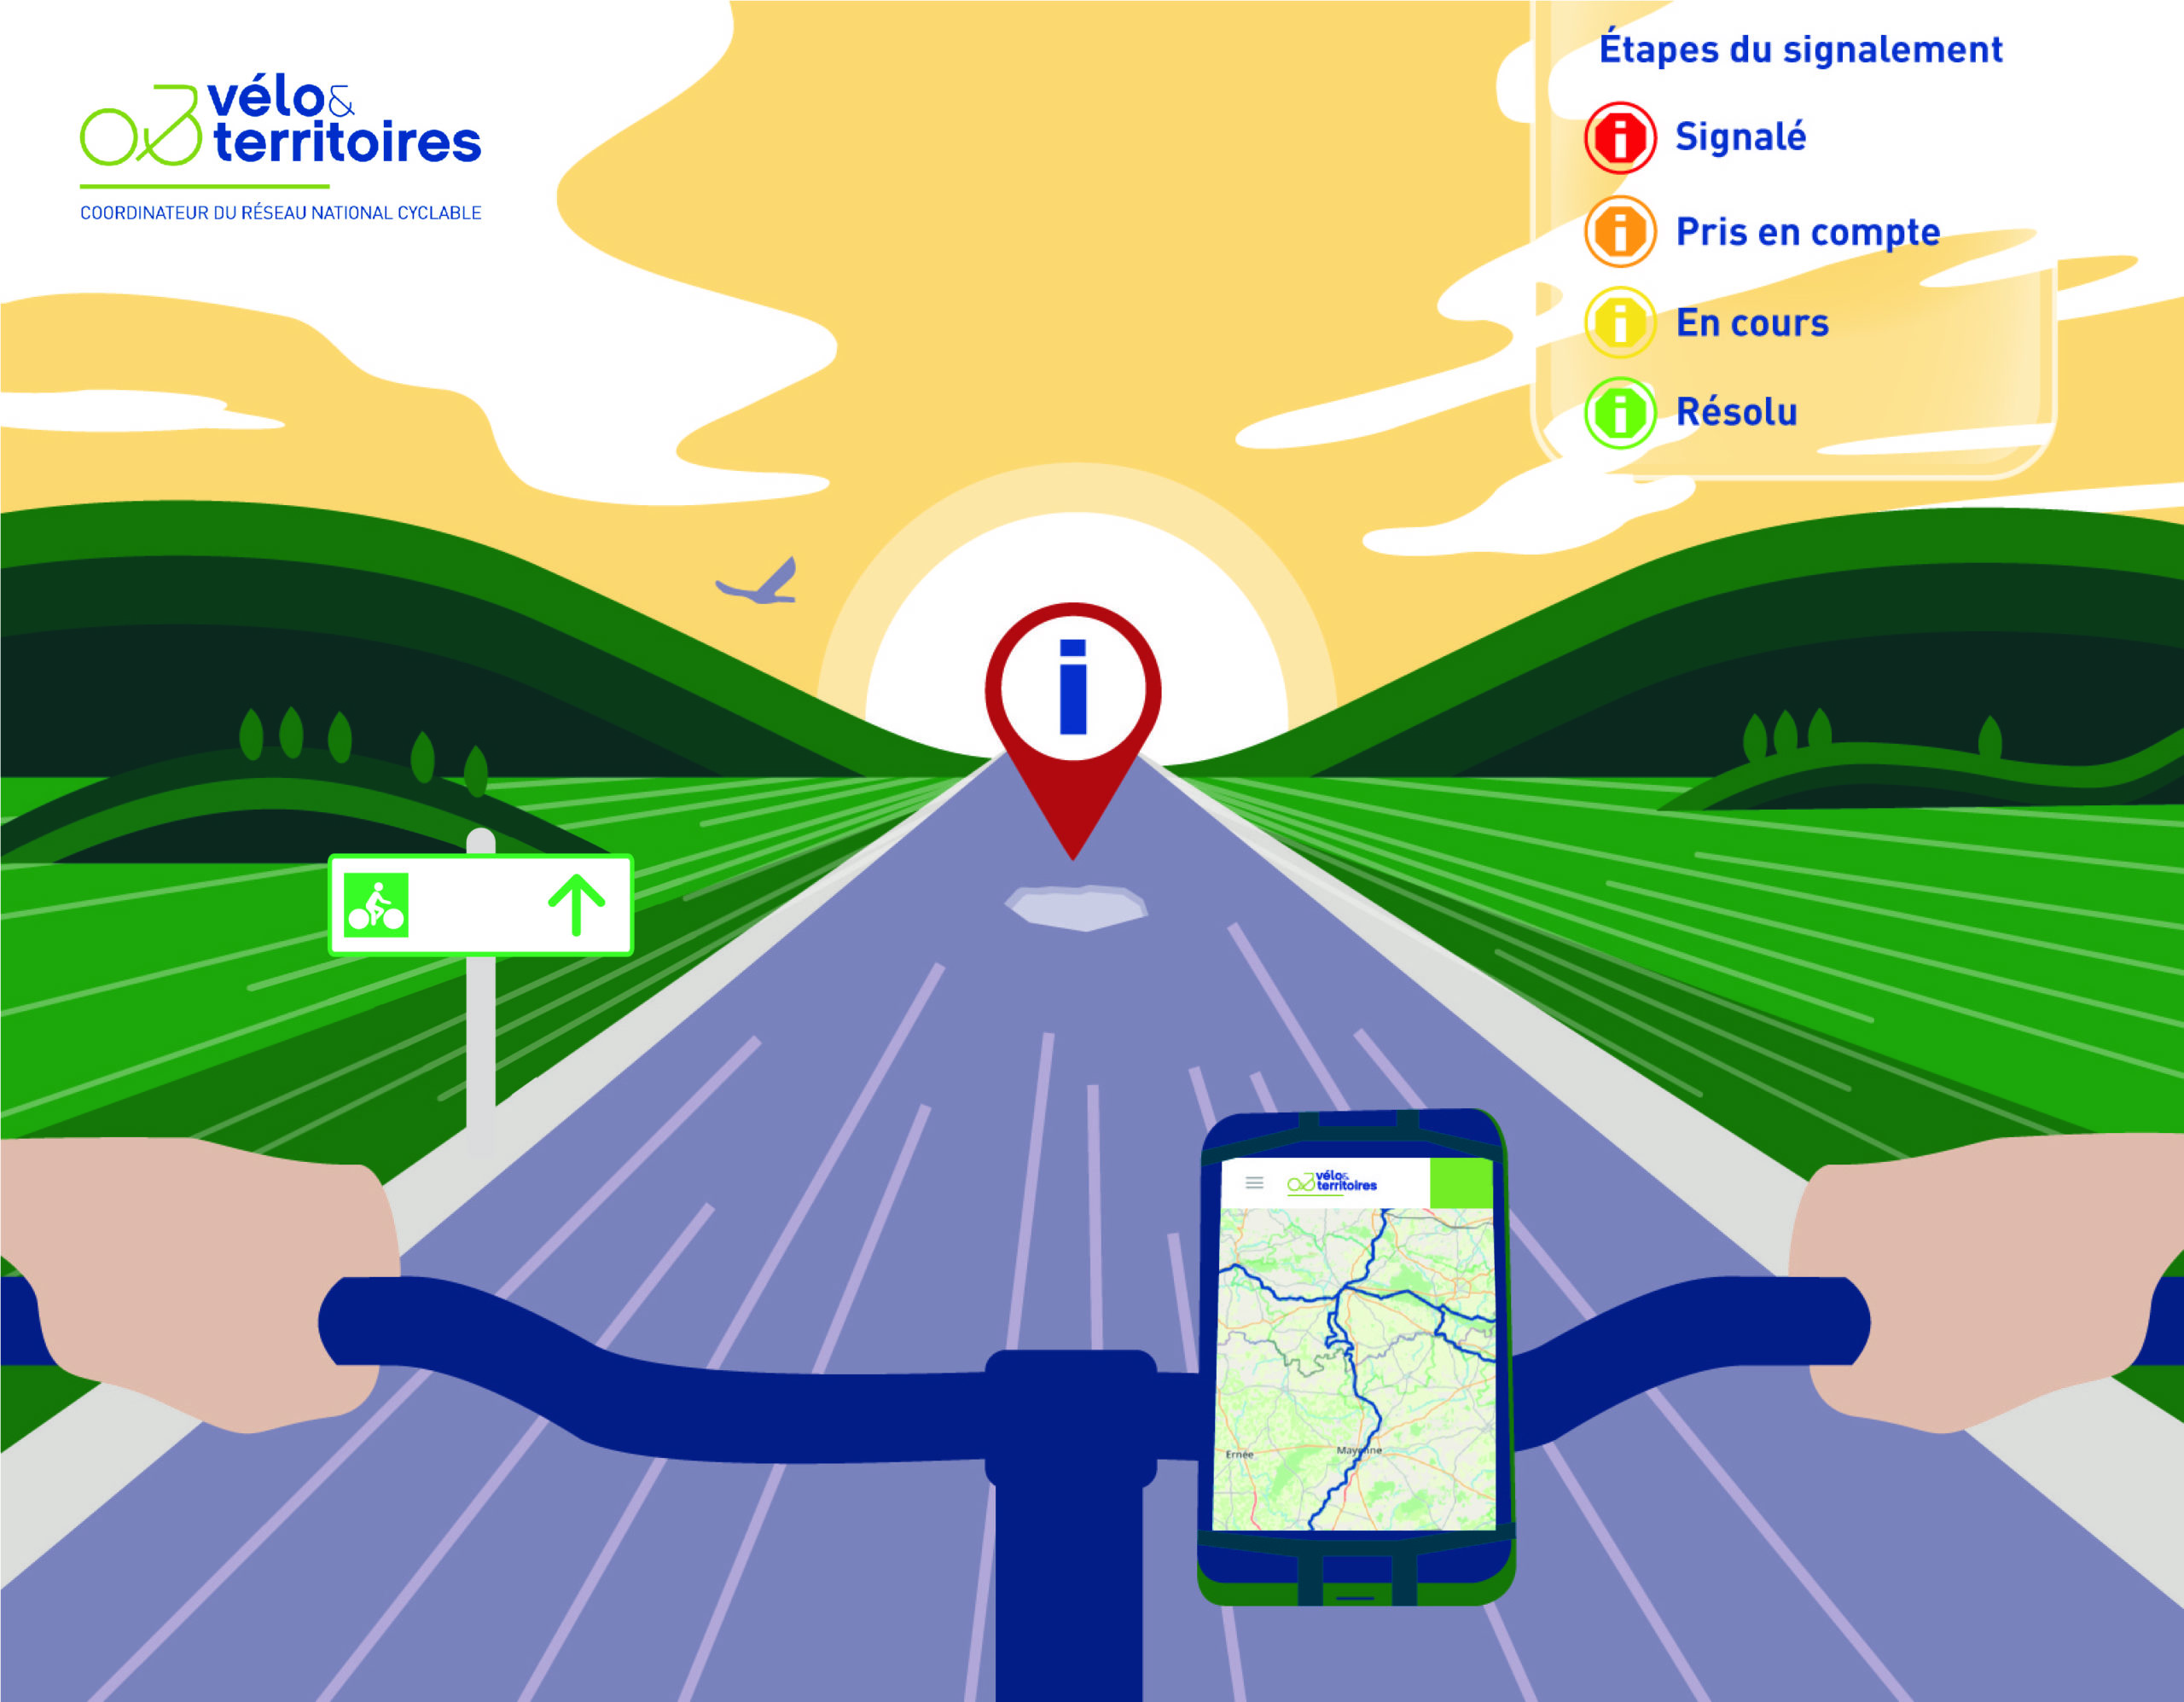 vélo&
territoires
COORDINATEUR DU RÉSEAU NATIONAL CYCLABLE
Étapes du signalement
i Signalé
i Pris en compte
i En cours
i Résolu
i
vélo&
territoires
Ernée
Mayenne